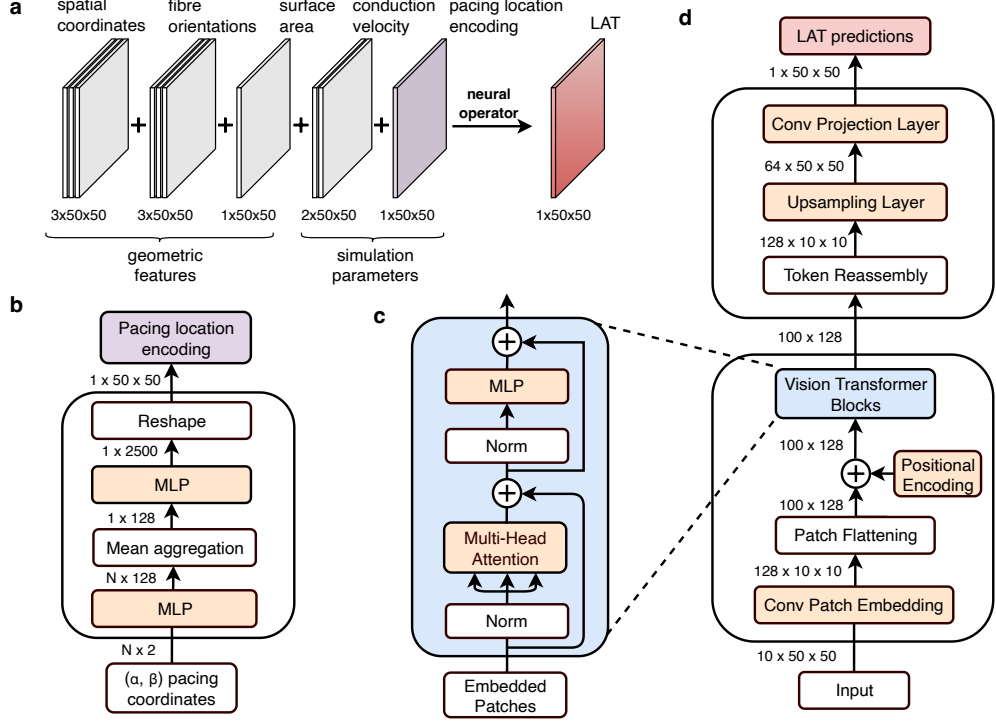 a
spatial coordinates
fibre orientations
surface area
conduction velocity
pacing location encoding
LAT
+
+
+
+
neural operator
3x50x50
3x50x50
1x50x50
2x50x50
1x50x50
1x50x50
geometric features
simulation parameters
b
Pacing location encoding
1 x 50 x 50
Reshape
1 x 2500
MLP
1 x 128
Mean aggregation
N x 128
MLP
N x 2
(α, β) pacing coordinates
c
+
MLP
Norm
+
Multi-Head Attention
Norm
Embedded Patches
d
LAT predictions
1 x 50 x 50
Conv Projection Layer
64 x 50 x 50
Upsampling Layer
128 x 10 x 10
Token Reassembly
100 x 128
Vision Transformer Blocks
100 x 128
+
Positional Encoding
100 x 128
Patch Flattening
128 x 10 x 10
Conv Patch Embedding
10 x 50 x 50
Input